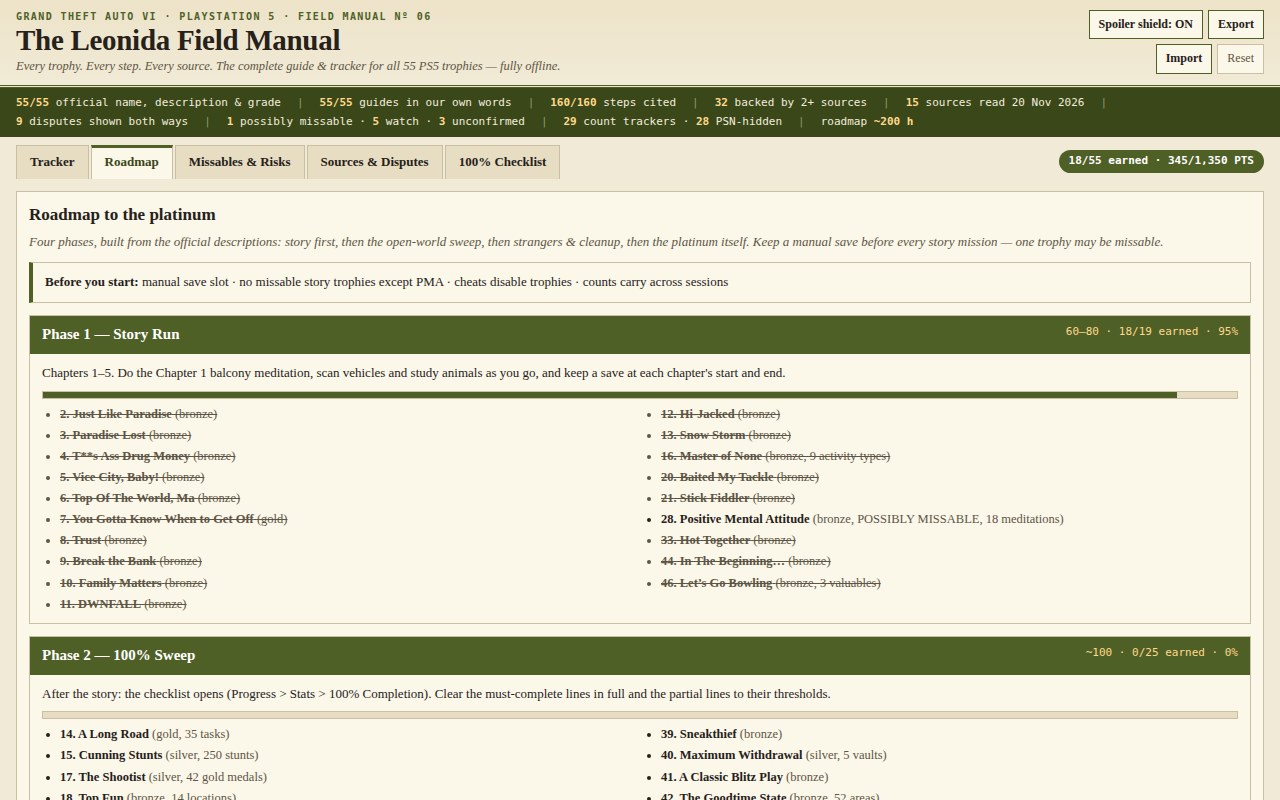 GRAND THEFT AUTO VI · PLAYSTATION 5 · FIELD MANUAL Nº 06
The Leonida Field Manual
Every trophy. Every step. Every source. The complete guide & tracker for all 55 PS5 trophies — fully offline.
Spoiler shield: ON
Export
Import
Reset
55/55 official name, description & grade | 55/55 guides in our own words | 160/160 steps cited | 32 backed by 2+ sources | 15 sources read 20 Nov 2026 |
9 disputes shown both ways | 1 possibly missable · 5 watch · 3 unconfirmed | 29 count trackers · 28 PSN-hidden | roadmap ~200 h
Tracker
Roadmap
Missables & Risks
Sources & Disputes
100% Checklist
18/55 earned · 345/1,350 PTS
Roadmap to the platinum
Four phases, built from the official descriptions: story first, then the open-world sweep, then strangers & cleanup, then the platinum itself. Keep a manual save before every story mission — one trophy may be missable.
Before you start: manual save slot · no missable story trophies except PMA · cheats disable trophies · counts carry across sessions
Phase 1 — Story Run
60–80 · 18/19 earned · 95%
Chapters 1–5. Do the Chapter 1 balcony meditation, scan vehicles and study animals as you go, and keep a save at each chapter's start and end.
2. Just Like Paradise (bronze)
3. Paradise Lost (bronze)
4. T**s Ass Drug Money (bronze)
5. Vice City, Baby! (bronze)
6. Top Of The World, Ma (bronze)
7. You Gotta Know When to Get Off (gold)
8. Trust (bronze)
9. Break the Bank (bronze)
10. Family Matters (bronze)
11. DWNFALL (bronze)
12. Hi Jacked (bronze)
13. Snow Storm (bronze)
16. Master of None (bronze, 9 activity types)
20. Baited My Tackle (bronze)
21. Stick Fiddler (bronze)
28. Positive Mental Attitude (bronze, POSSIBLY MISSABLE, 18 meditations)
33. Hot Together (bronze)
44. In The Beginning… (bronze)
46. Let's Go Bowling (bronze, 3 valuables)
Phase 2 — 100% Sweep
~100 · 0/25 earned · 0%
After the story: the checklist opens (Progress > Stats > 100% Completion). Clear the must-complete lines in full and the partial lines to their thresholds.
14. A Long Road (gold, 35 tasks)
15. Cunning Stunts (silver, 250 stunts)
17. The Shootist (silver, 42 gold medals)
18. Top Fun (bronze, 14 locations)
39. Sneakthief (bronze)
40. Maximum Withdrawal (silver, 5 vaults)
41. A Classic Blitz Play (bronze)
42. The Goodtime State (bronze, 52 areas)